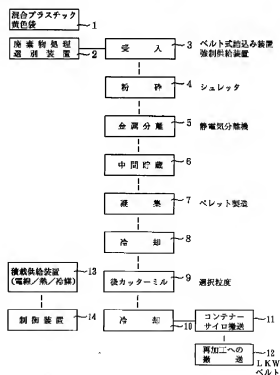 混合プラスチック
黄色袋
1
廃棄物処理
選別装置
2
受 入
3 ベルト式詰込み装置
強制供給装置
粉 砕
4 シュレッタ
金属分離
5 静電気分離機
中間貯蔵
6
凝 集
7 ペレット製造
冷 却
8
積載供給装置
(電線/熱/冷媒)
13
後カッターミル
9 選択粒度
制御装置
14
冷 却
10
コンテナー
サイロ搬送
11
再加工への
搬 送
12
LKW
ベルト